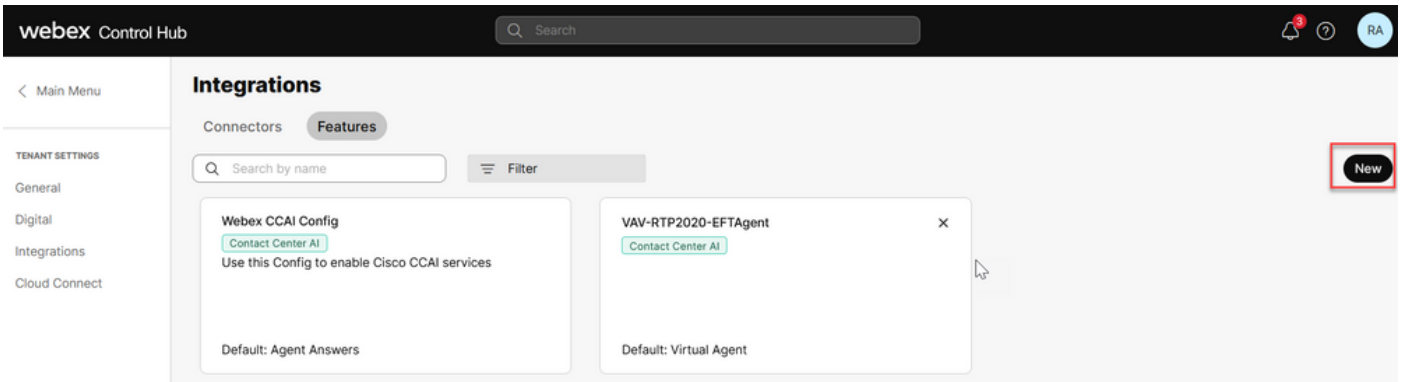 webex Control Hub
Search
3
RA
Main Menu
TENANT SETTINGS
General
Digital
Integrations
Cloud Connect
Integrations
Connectors Features
Search by name
Filter
New
Webex CCAI Config
Contact Center AI
Use this Config to enable Cisco CCAI services
Default: Agent Answers
VAV-RTP2020-EFTAgent
Contact Center AI
Default: Virtual Agent